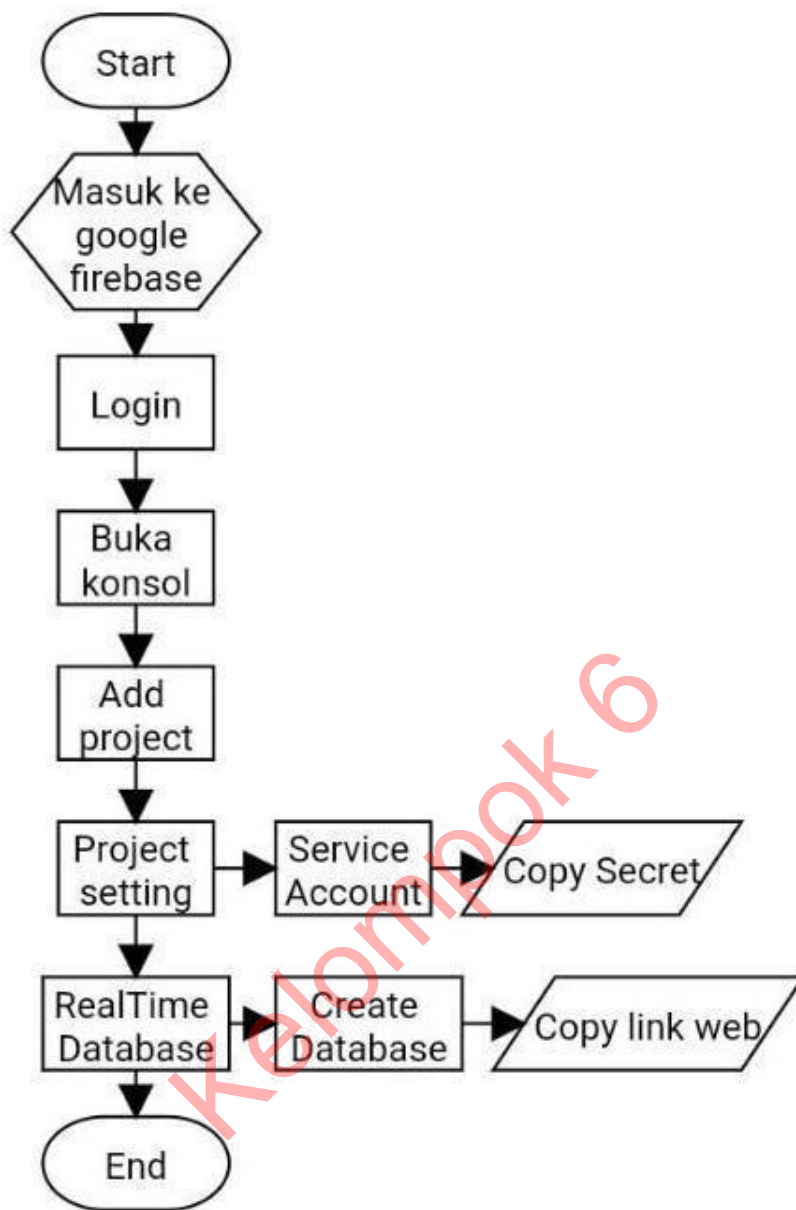 Start
Masuk ke
google
firebase
Login
Buka
konsol
Add
project
Project
setting
Service
Account
Copy Secret
RealTime
Database
Create
Database
Copy link web
End
Kelompok 6